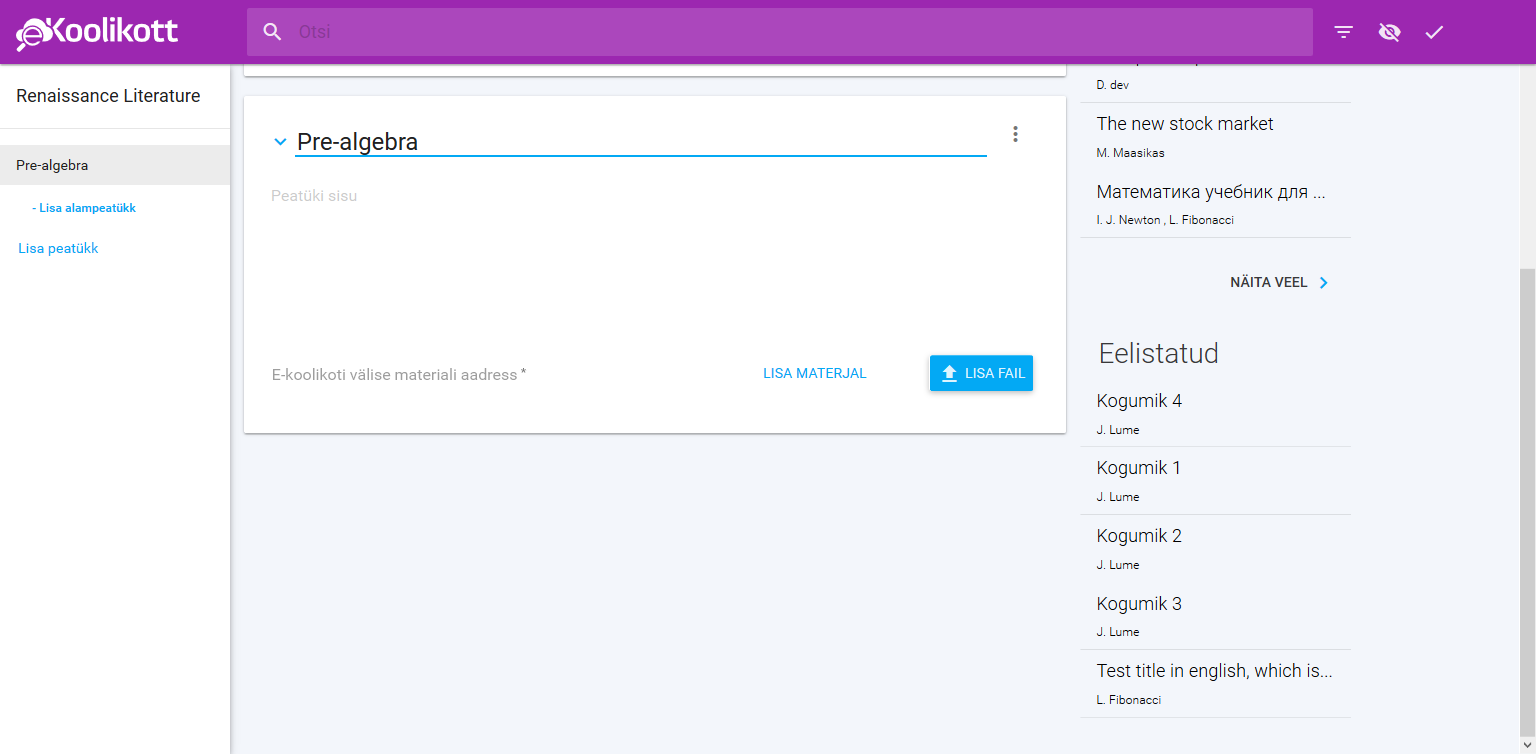 eKoolikott
Otsi
Renaissance Literature
Pre-algebra
- Lisa alampeatükk
Lisa peatükk
Pre-algebra
Peatüki sisu
E-koolikoti välise materiali aadress *
LISA MATERJAL
LISA FAIL
D. dev
The new stock market
M. Maasikas
Математика учебник для ...
I. J. Newton , L. Fibonacci
NÄITA VEEL
Eelistatud
Kogumik 4
J. Lume
Kogumik 1
J. Lume
Kogumik 2
J. Lume
Kogumik 3
J. Lume
Test title in english, which is...
L. Fibonacci